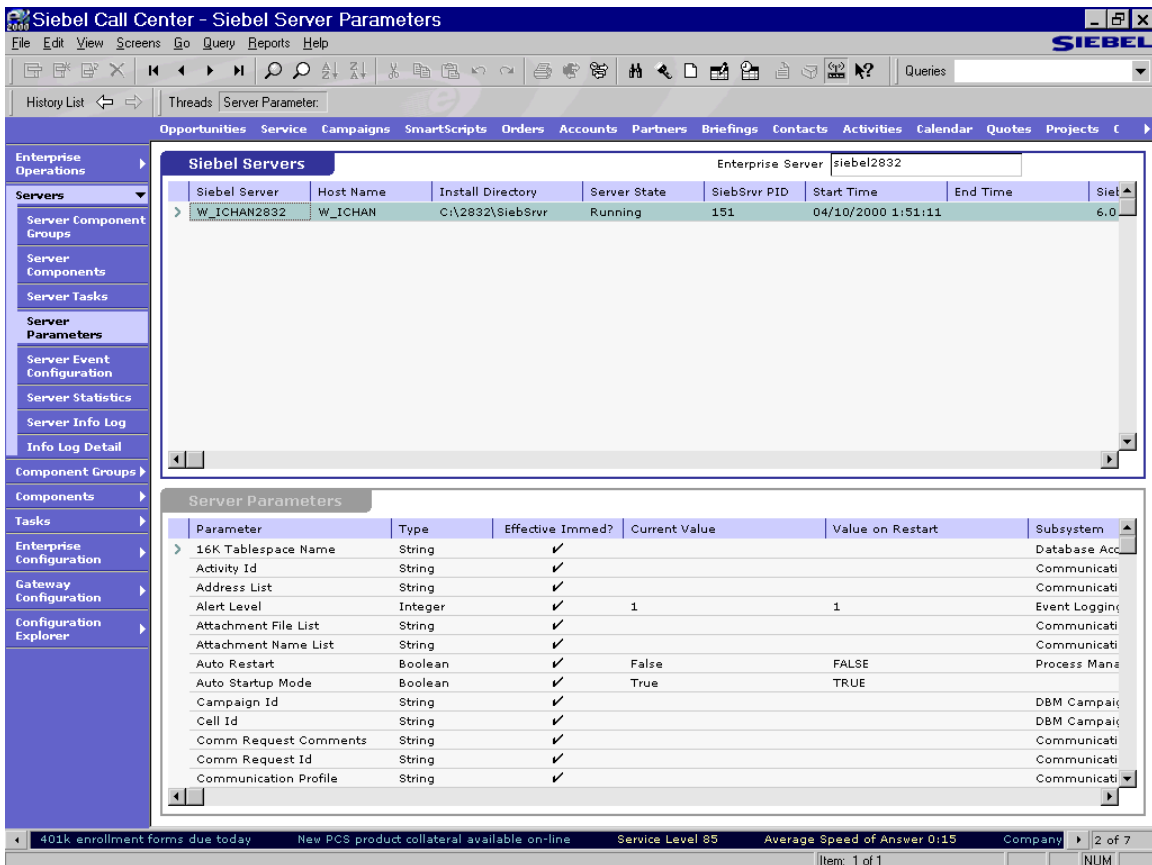 Siebel Call Center - Siebel Server Parameters
File Edit View Screens Go Query Reports Help
SIEBEL
Queries
History List Threads Server Parameter:
Opportunities Service Campaigns SmartScripts Orders Accounts Partners Briefings Contacts Activities Calendar Quotes Projects
Enterprise Operations
Servers
Server Component Groups
Server Components
Server Tasks
Server Parameters
Server Event Configuration
Server Statistics
Server Info Log
Info Log Detail
Component Groups
Components
Tasks
Enterprise Configuration
Gateway Configuration
Configuration Explorer
Siebel Servers
Enterprise Server siebel2832
Siebel Server Host Name Install Directory Server State SiebSrvr PID Start Time End Time Sieb
W_ICHAN2832 W_ICHAN C:\2832\SiebSrvr Running 151 04/10/2000 1:51:11 6.0
Server Parameters
Parameter Type Effective Immed? Current Value Value on Restart Subsystem
16K Tablespace Name String ✔ Database Acc
Activity Id String ✔ Communicati
Address List String ✔ Communicati
Alert Level Integer ✔ 1 1 Event Logging
Attachment File List String ✔ Communicati
Attachment Name List String ✔ Communicati
Auto Restart Boolean ✔ False FALSE Process Mana
Auto Startup Mode Boolean ✔ True TRUE
Campaign Id String ✔ DBM Campaig
Cell Id String ✔ DBM Campaig
Comm Request Comments String ✔ Communicati
Comm Request Id String ✔ Communicati
Communication Profile String ✔ Communicati
401k enrollment forms due today New PCS product collateral available on-line Service Level 85 Average Speed of Answer 0:15 Company 2 of 7
Item: 1 of 1 NUM